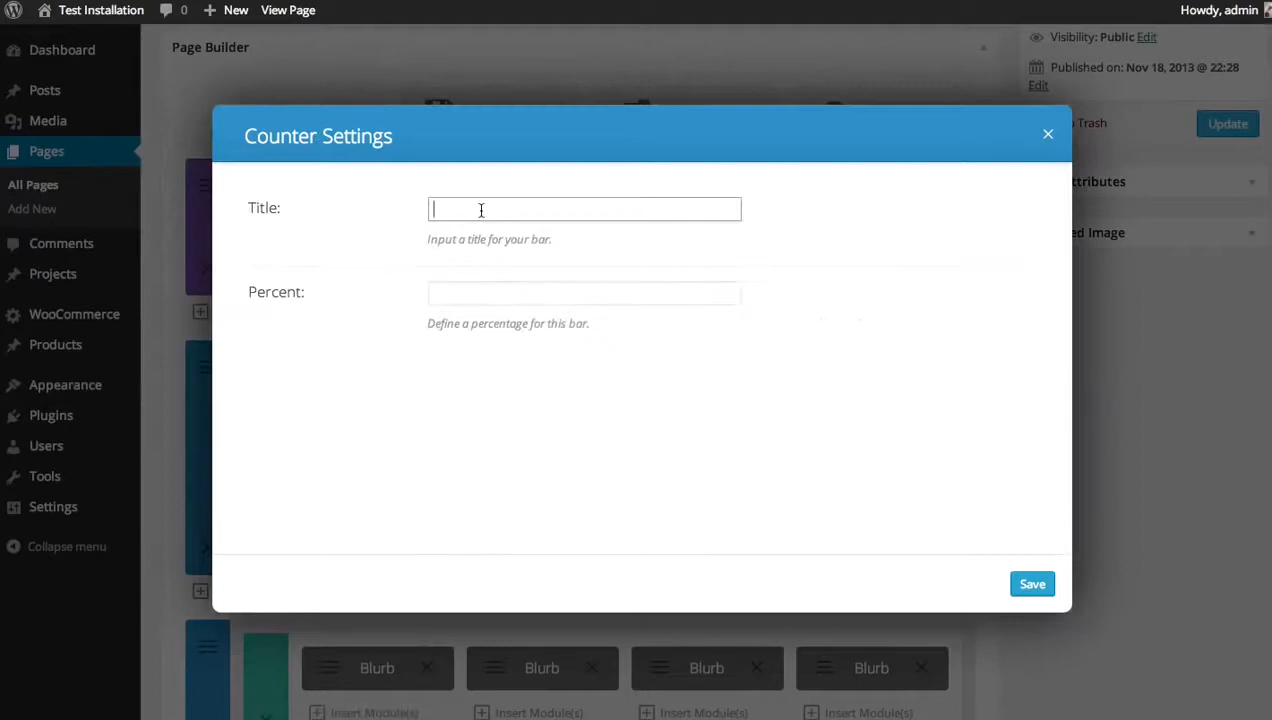 Test Installation 0 New View Page Howdy, admin
Dashboard
Posts
Media
Pages
All Pages
Add New
Comments
Projects
WooCommerce
Products
Appearance
Plugins
Users
Tools
Settings
Collapse menu
Page Builder
Visibility: Public Edit
Published on: Nov 18, 2013 @ 22:28
Edit
Trash
Update
Image
Counter Settings
Title:
Input a title for your bar.
Percent:
Define a percentage for this bar.
Save
Blurb Blurb Blurb Blurb
Insert Module(s) Insert Module(s) Insert Module(s) Insert Module(s)